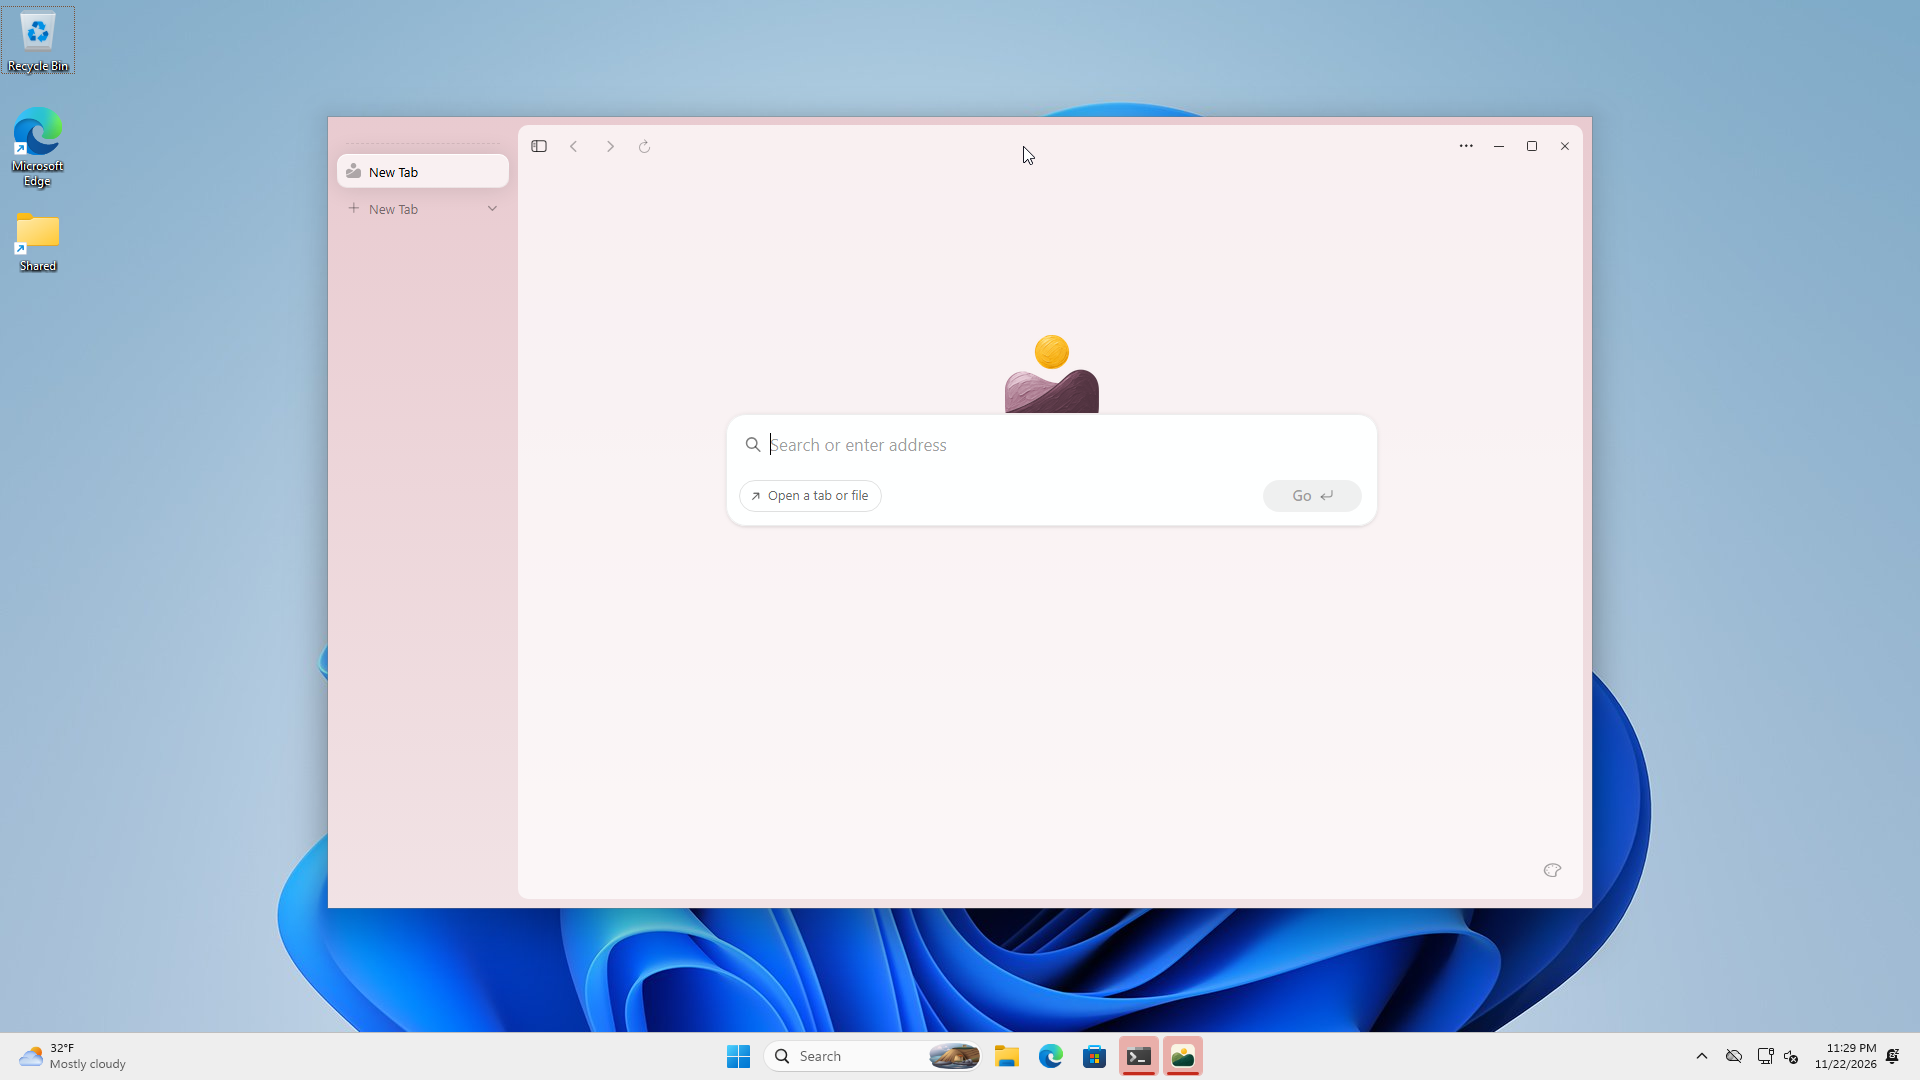 Recycle Bin
Microsoft
Edge
Shared
New Tab
New Tab
Search or enter address
Open a tab or file
Go
32°F
Mostly cloudy
Search
11:29 PM
11/22/2026